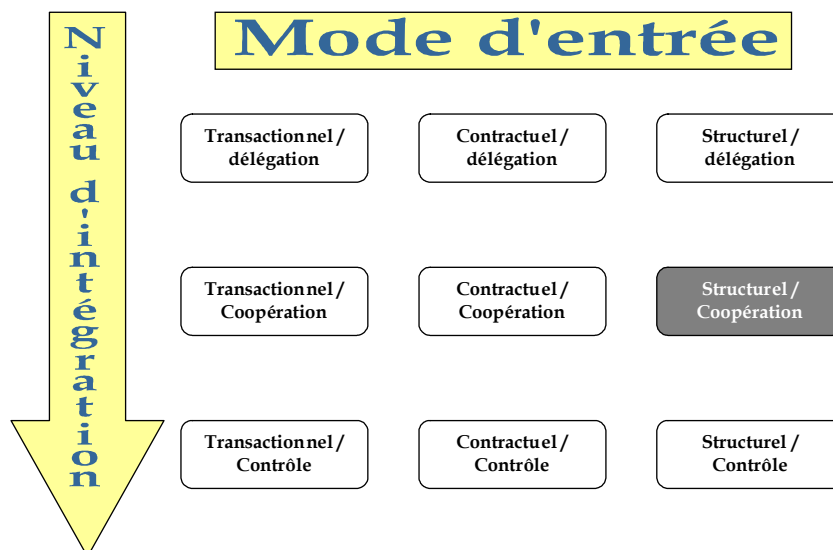 Mode d'entrée
Niveau d'intégration
Transactionnel / Contractuel / Structurel /
délégation délégation délégation
Transactionnel / Contractuel / Structurel /
Coopération Coopération Coopération
Transactionnel / Contractuel / Structurel /
Contrôle Contrôle Contrôle